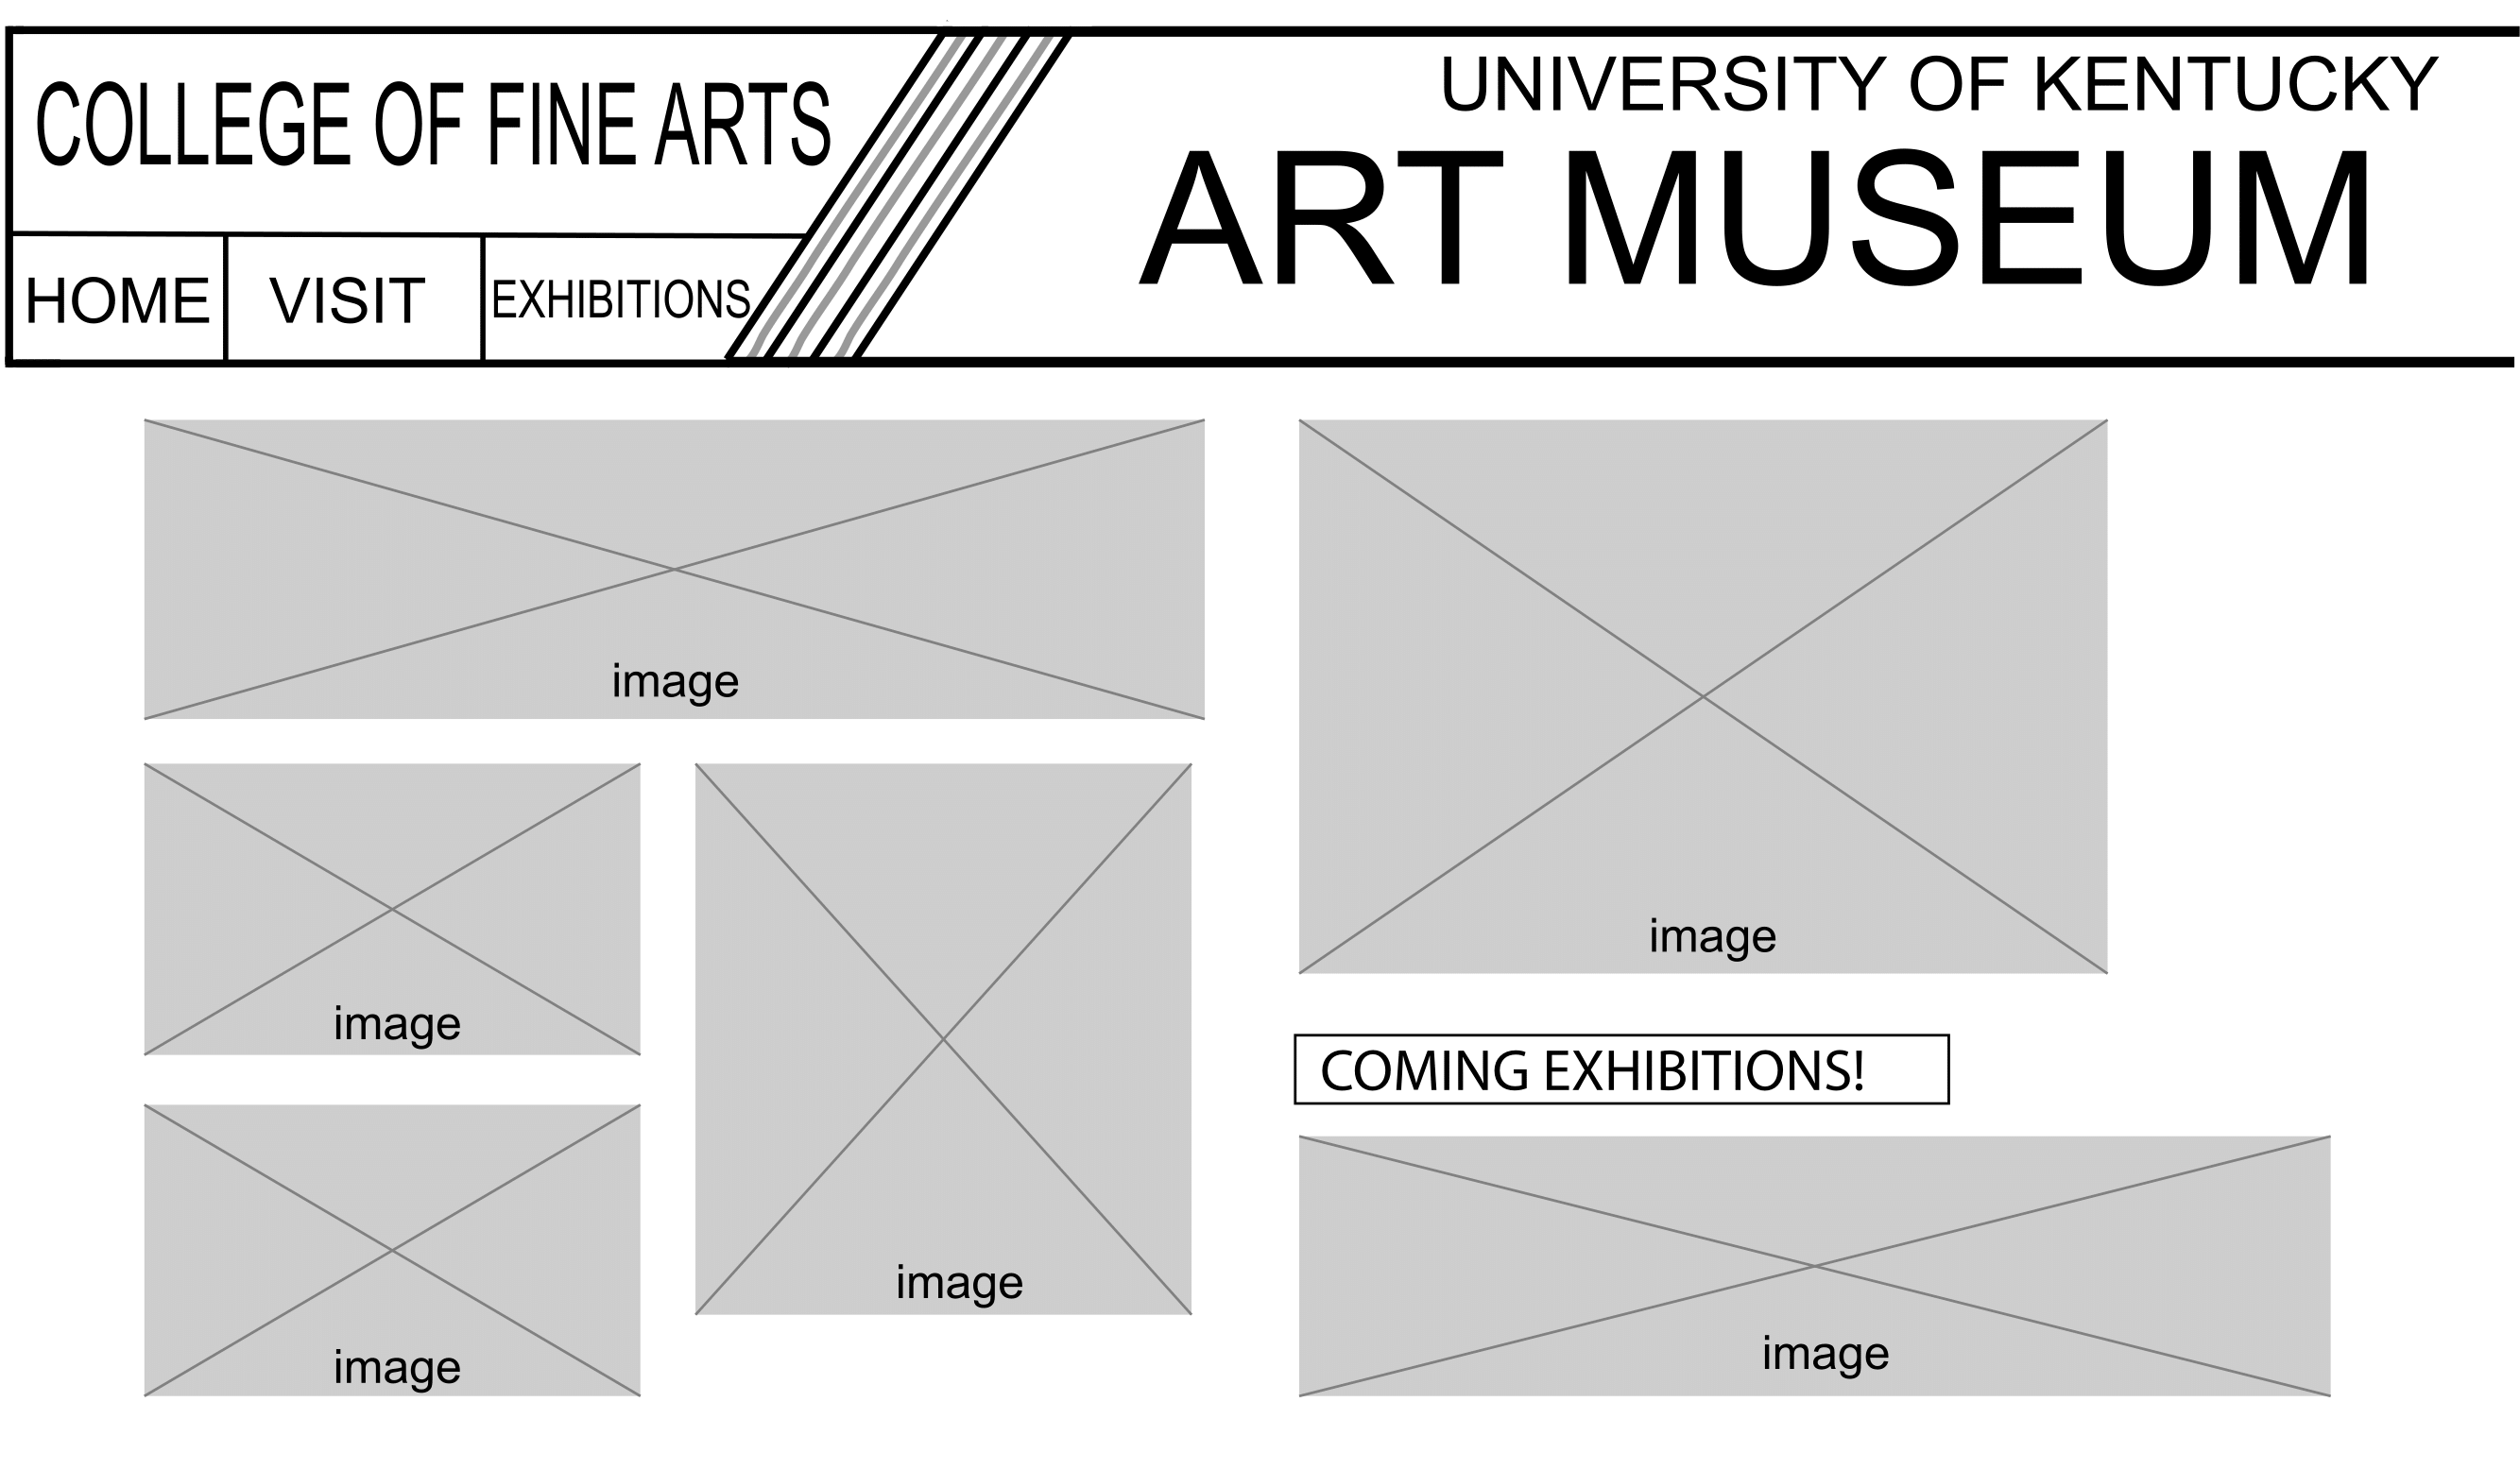 COLLEGE OF FINE ARTS
UNIVERSITY OF KENTUCKY
ART MUSEUM
HOME
VISIT
EXHIBITIONS
image
image
image
image
image
COMING EXHIBITIONS!
image